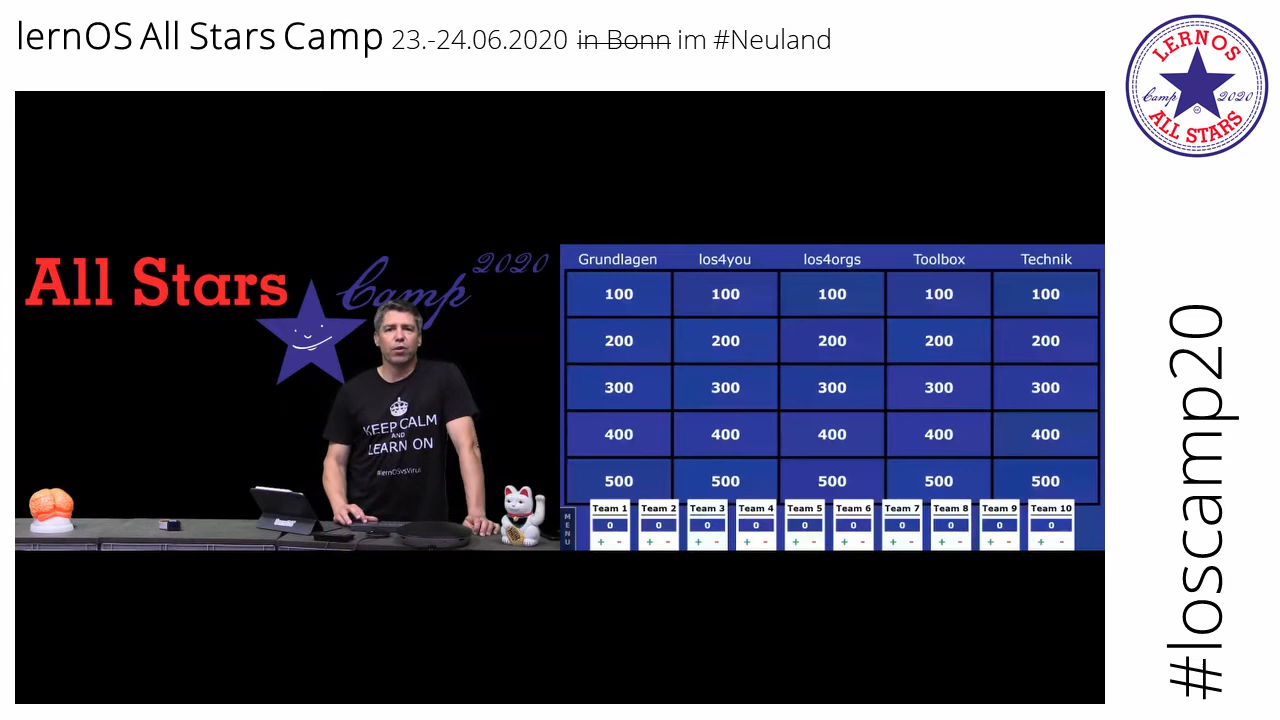 lernOS All Stars Camp 23.-24.06.2020 in Bonn im #Neuland
LERNOS
Camp 2020
ALL STARS
All Stars Camp 2020
KEEP CALM
AND
LEARN ON
#lernOSvsVirus
Grundlagen los4you los4orgs Toolbox Technik
100 100 100 100 100
200 200 200 200 200
300 300 300 300 300
400 400 400 400 400
500 500 500 500 500
MENU
Team 1 Team 2 Team 3 Team 4 Team 5 Team 6 Team 7 Team 8 Team 9 Team 10
0 0 0 0 0 0 0 0 0 0
+ - + - + - + - + - + - + - + - + - + -
#loscamp20